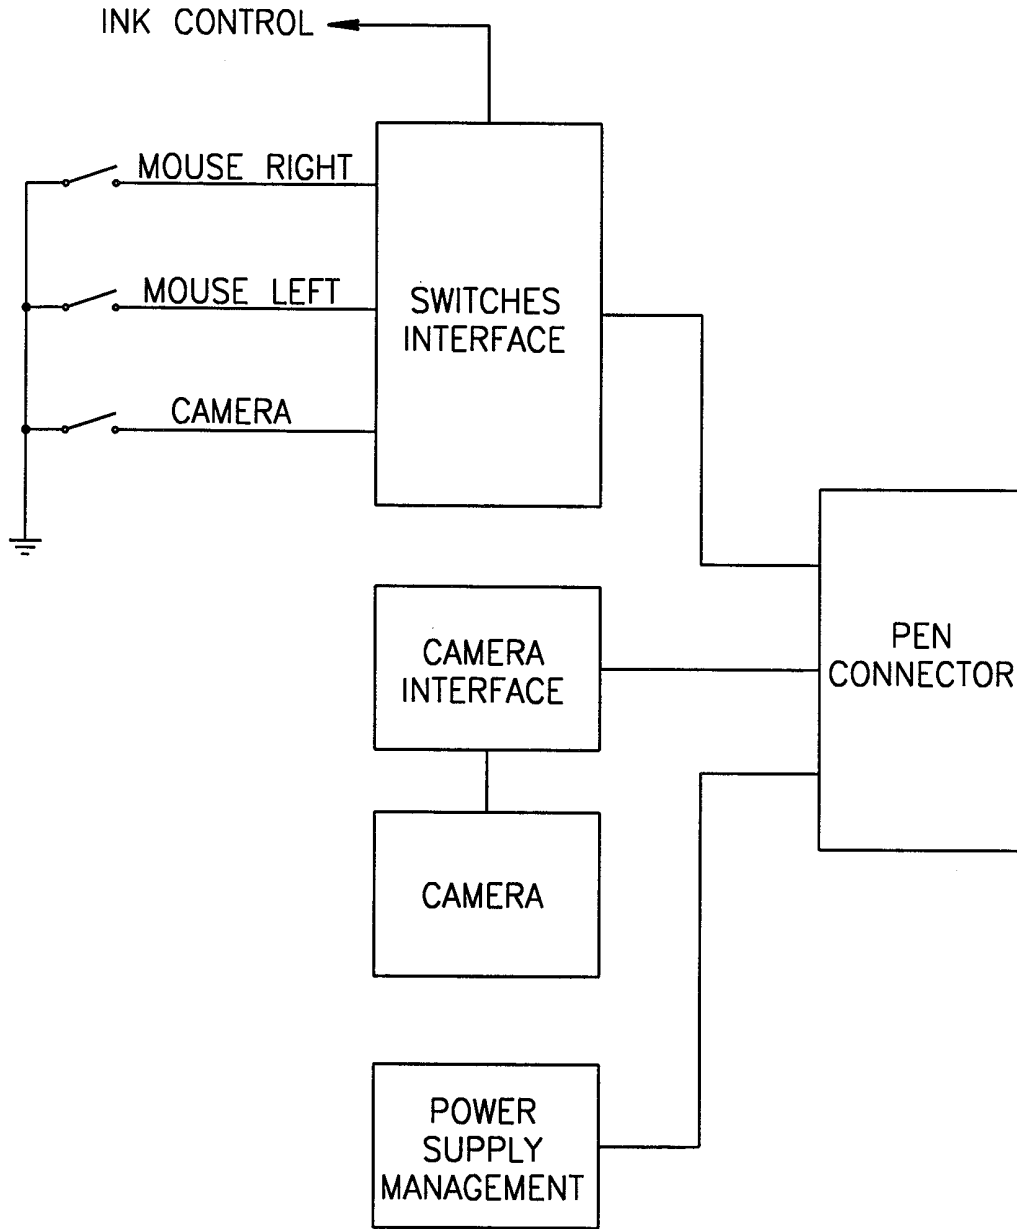 INK CONTROL
MOUSE RIGHT
MOUSE LEFT
SWITCHES
INTERFACE
CAMERA
CAMERA
INTERFACE
PEN
CONNECTOR
CAMERA
POWER
SUPPLY
MANAGEMENT